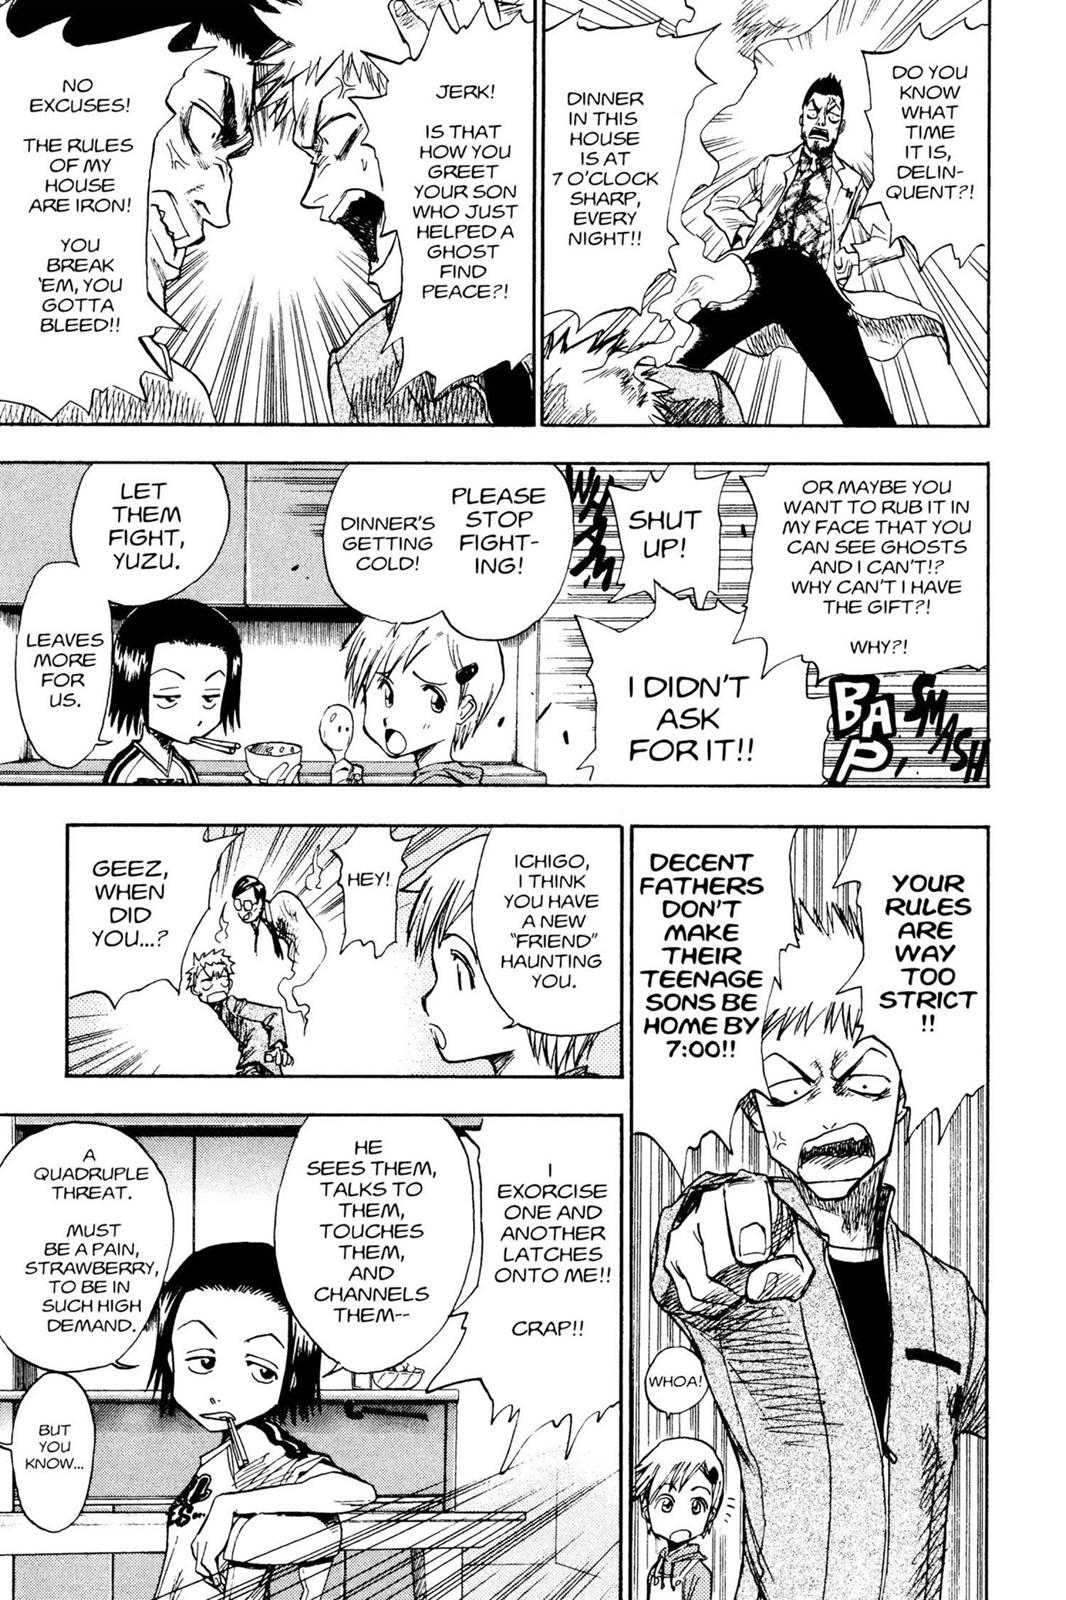 DO YOU
KNOW
WHAT
TIME
IT IS,
DELIN-
QUENT?!
DINNER
IN THIS
HOUSE
IS AT
7 O'CLOCK
SHARP,
EVERY
NIGHT!!
JERK!
IS THAT
HOW YOU
GREET
YOUR SON
WHO JUST
HELPED A
GHOST
FIND
PEACE?!
NO
EXCUSES!
THE RULES
OF MY
HOUSE
ARE IRON!
YOU
BREAK
'EM, YOU
GOTTA
BLEED!!
OR MAYBE YOU
WANT TO RUB IT IN
MY FACE THAT YOU
CAN SEE GHOSTS
AND I CAN'T!?
WHY CAN'T I HAVE
THE GIFT?!
WHY?!
BAP,
SMASH
SHUT
UP!
I DIDN'T
ASK
FOR IT!!
WHAM
PLEASE
STOP
FIGHT-
ING!
DINNER'S
GETTING
COLD!
LET
THEM
FIGHT,
YUZU.
LEAVES
MORE
FOR
US.
YOUR
RULES
ARE
WAY
TOO
STRICT
!!
DECENT
FATHERS
DON'T
MAKE
THEIR
TEENAGE
SONS BE
HOME BY
7:00!!
WHOA!
ICHIGO,
I THINK
YOU HAVE
A NEW
"FRIEND"
HAUNTING
YOU.
HEY!
GEEZ,
WHEN
DID
YOU...?
I
EXORCISE
ONE AND
ANOTHER
LATCHES
ONTO ME!!
CRAP!!
HE
SEES THEM,
TALKS TO
THEM,
TOUCHES
THEM,
AND
CHANNELS
THEM--
A
QUADRUPLE
THREAT.
MUST
BE A PAIN,
STRAWBERRY,
TO BE IN
SUCH HIGH
DEMAND.
BUT
YOU
KNOW...